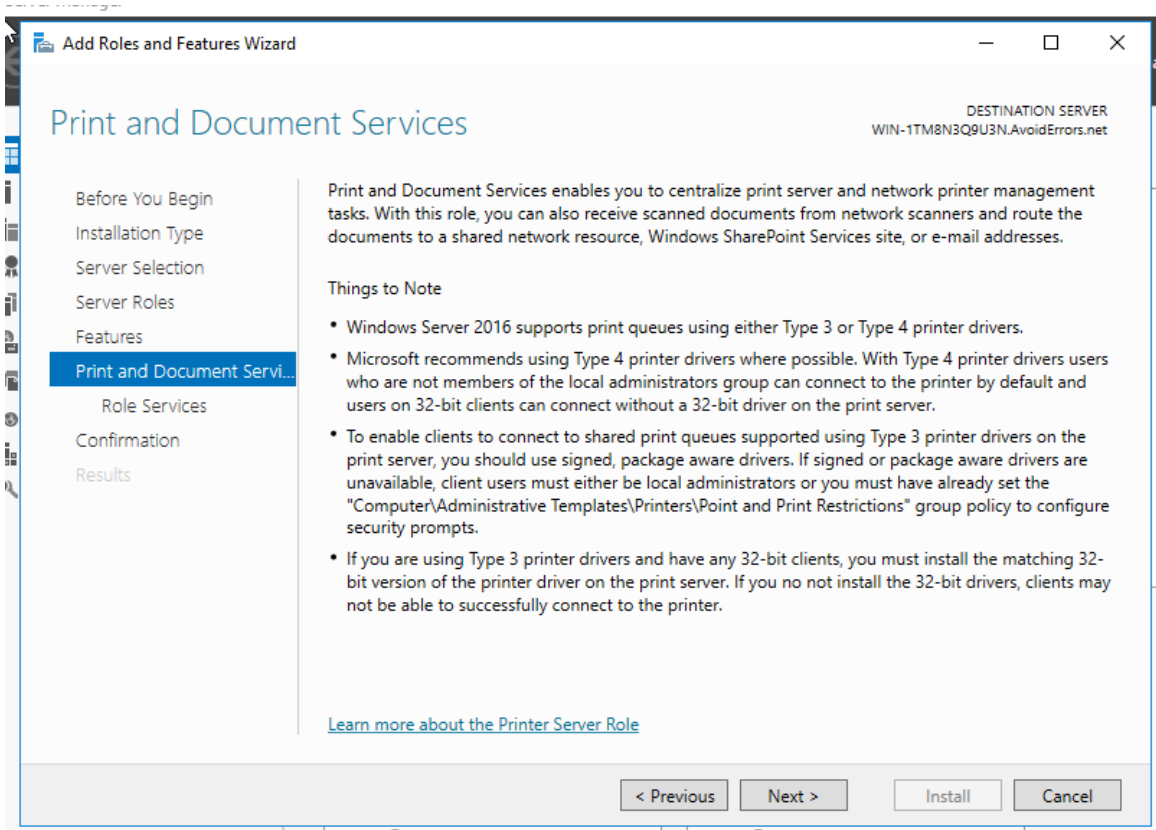 Server Manager
Add Roles and Features Wizard
Print and Document Services
DESTINATION SERVER
WIN-1TM8N3Q9U3N.AvoidErrors.net
Before You Begin
Installation Type
Server Selection
Server Roles
Features
Print and Document Servi...
Role Services
Confirmation
Results
Print and Document Services enables you to centralize print server and network printer management
tasks. With this role, you can also receive scanned documents from network scanners and route the
documents to a shared network resource, Windows SharePoint Services site, or e-mail addresses.
Things to Note
• Windows Server 2016 supports print queues using either Type 3 or Type 4 printer drivers.
• Microsoft recommends using Type 4 printer drivers where possible. With Type 4 printer drivers users
who are not members of the local administrators group can connect to the printer by default and
users on 32-bit clients can connect without a 32-bit driver on the print server.
• To enable clients to connect to shared print queues supported using Type 3 printer drivers on the
print server, you should use signed, package aware drivers. If signed or package aware drivers are
unavailable, client users must either be local administrators or you must have already set the
"Computer\Administrative Templates\Printers\Point and Print Restrictions" group policy to configure
security prompts.
• If you are using Type 3 printer drivers and have any 32-bit clients, you must install the matching 32-
bit version of the printer driver on the print server. If you no not install the 32-bit drivers, clients may
not be able to successfully connect to the printer.
Learn more about the Printer Server Role
< Previous
Next >
Install
Cancel